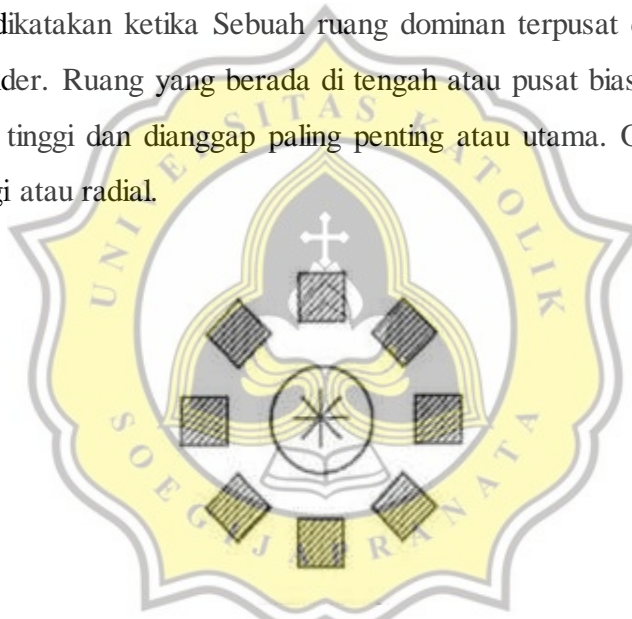 dikatakan ketika Sebuah ruang dominan terpusat
der. Ruang yang berada di tengah atau pusat bias
tinggi dan dianggap paling penting atau utama.
gi atau radial.
UNIVERSITAS KATOLIK
SOEGIJAPRANATA